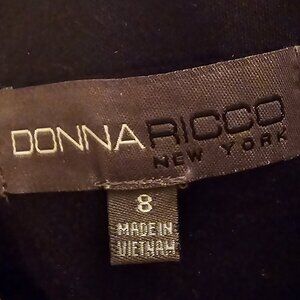 DONNA RICCO
NEW YORK
8
MADE IN
VIETNAM